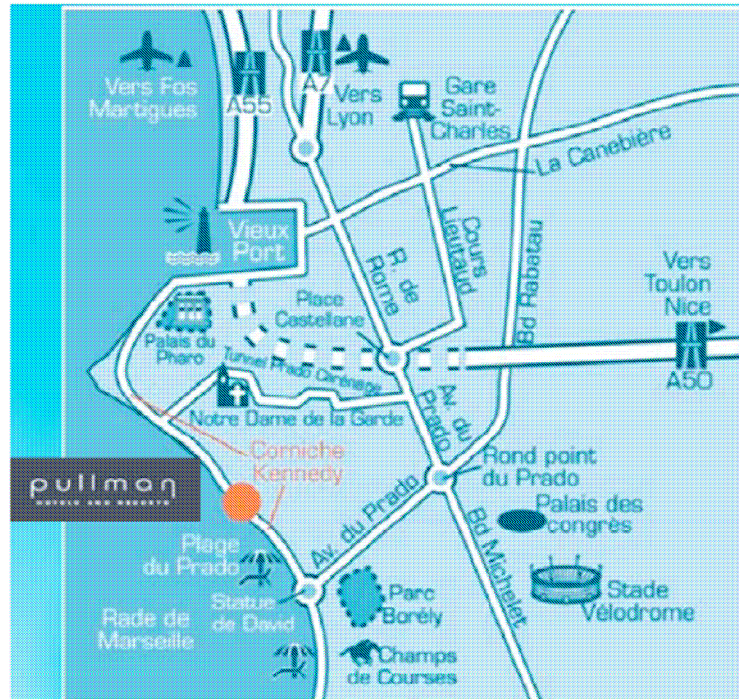 Vers Fos
Martigues
A55
A7
Vers
Lyon
Gare
Saint-
Charles
La Canebière
Vieux
Port
Cours
Lieutaud
R. de
Rome
Bd Rabatau
Vers
Toulon
Nice
A50
Place
Castellane
Palais du
Pharo
Tunnel Prado Carénage
Notre Dame de la Garde
Av. du
Prado
Corniche
Kennedy
pullman
Rond point
du Prado
Palais des
congrès
Av. du Prado
Bd Michelet
Plage
du Prado
Statue
de David
Parc
Borély
Stade
Vélodrome
Rade de
Marseille
Champs
de Courses